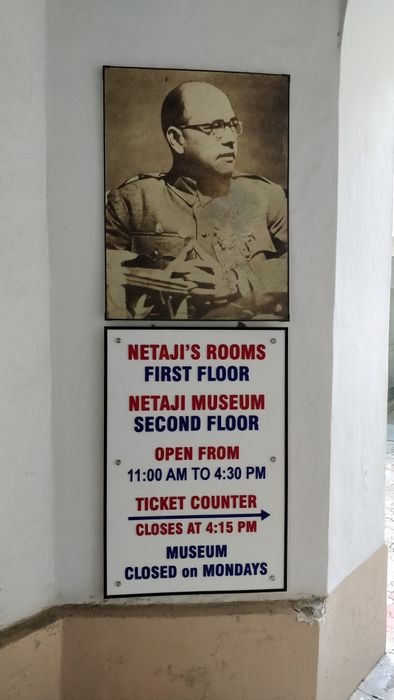 NETAJI'S ROOMS
FIRST FLOOR
NETAJI MUSEUM
SECOND FLOOR
OPEN FROM
11:00 AM TO 4:30 PM
TICKET COUNTER
CLOSES AT 4:15 PM
MUSEUM
CLOSED on MONDAYS